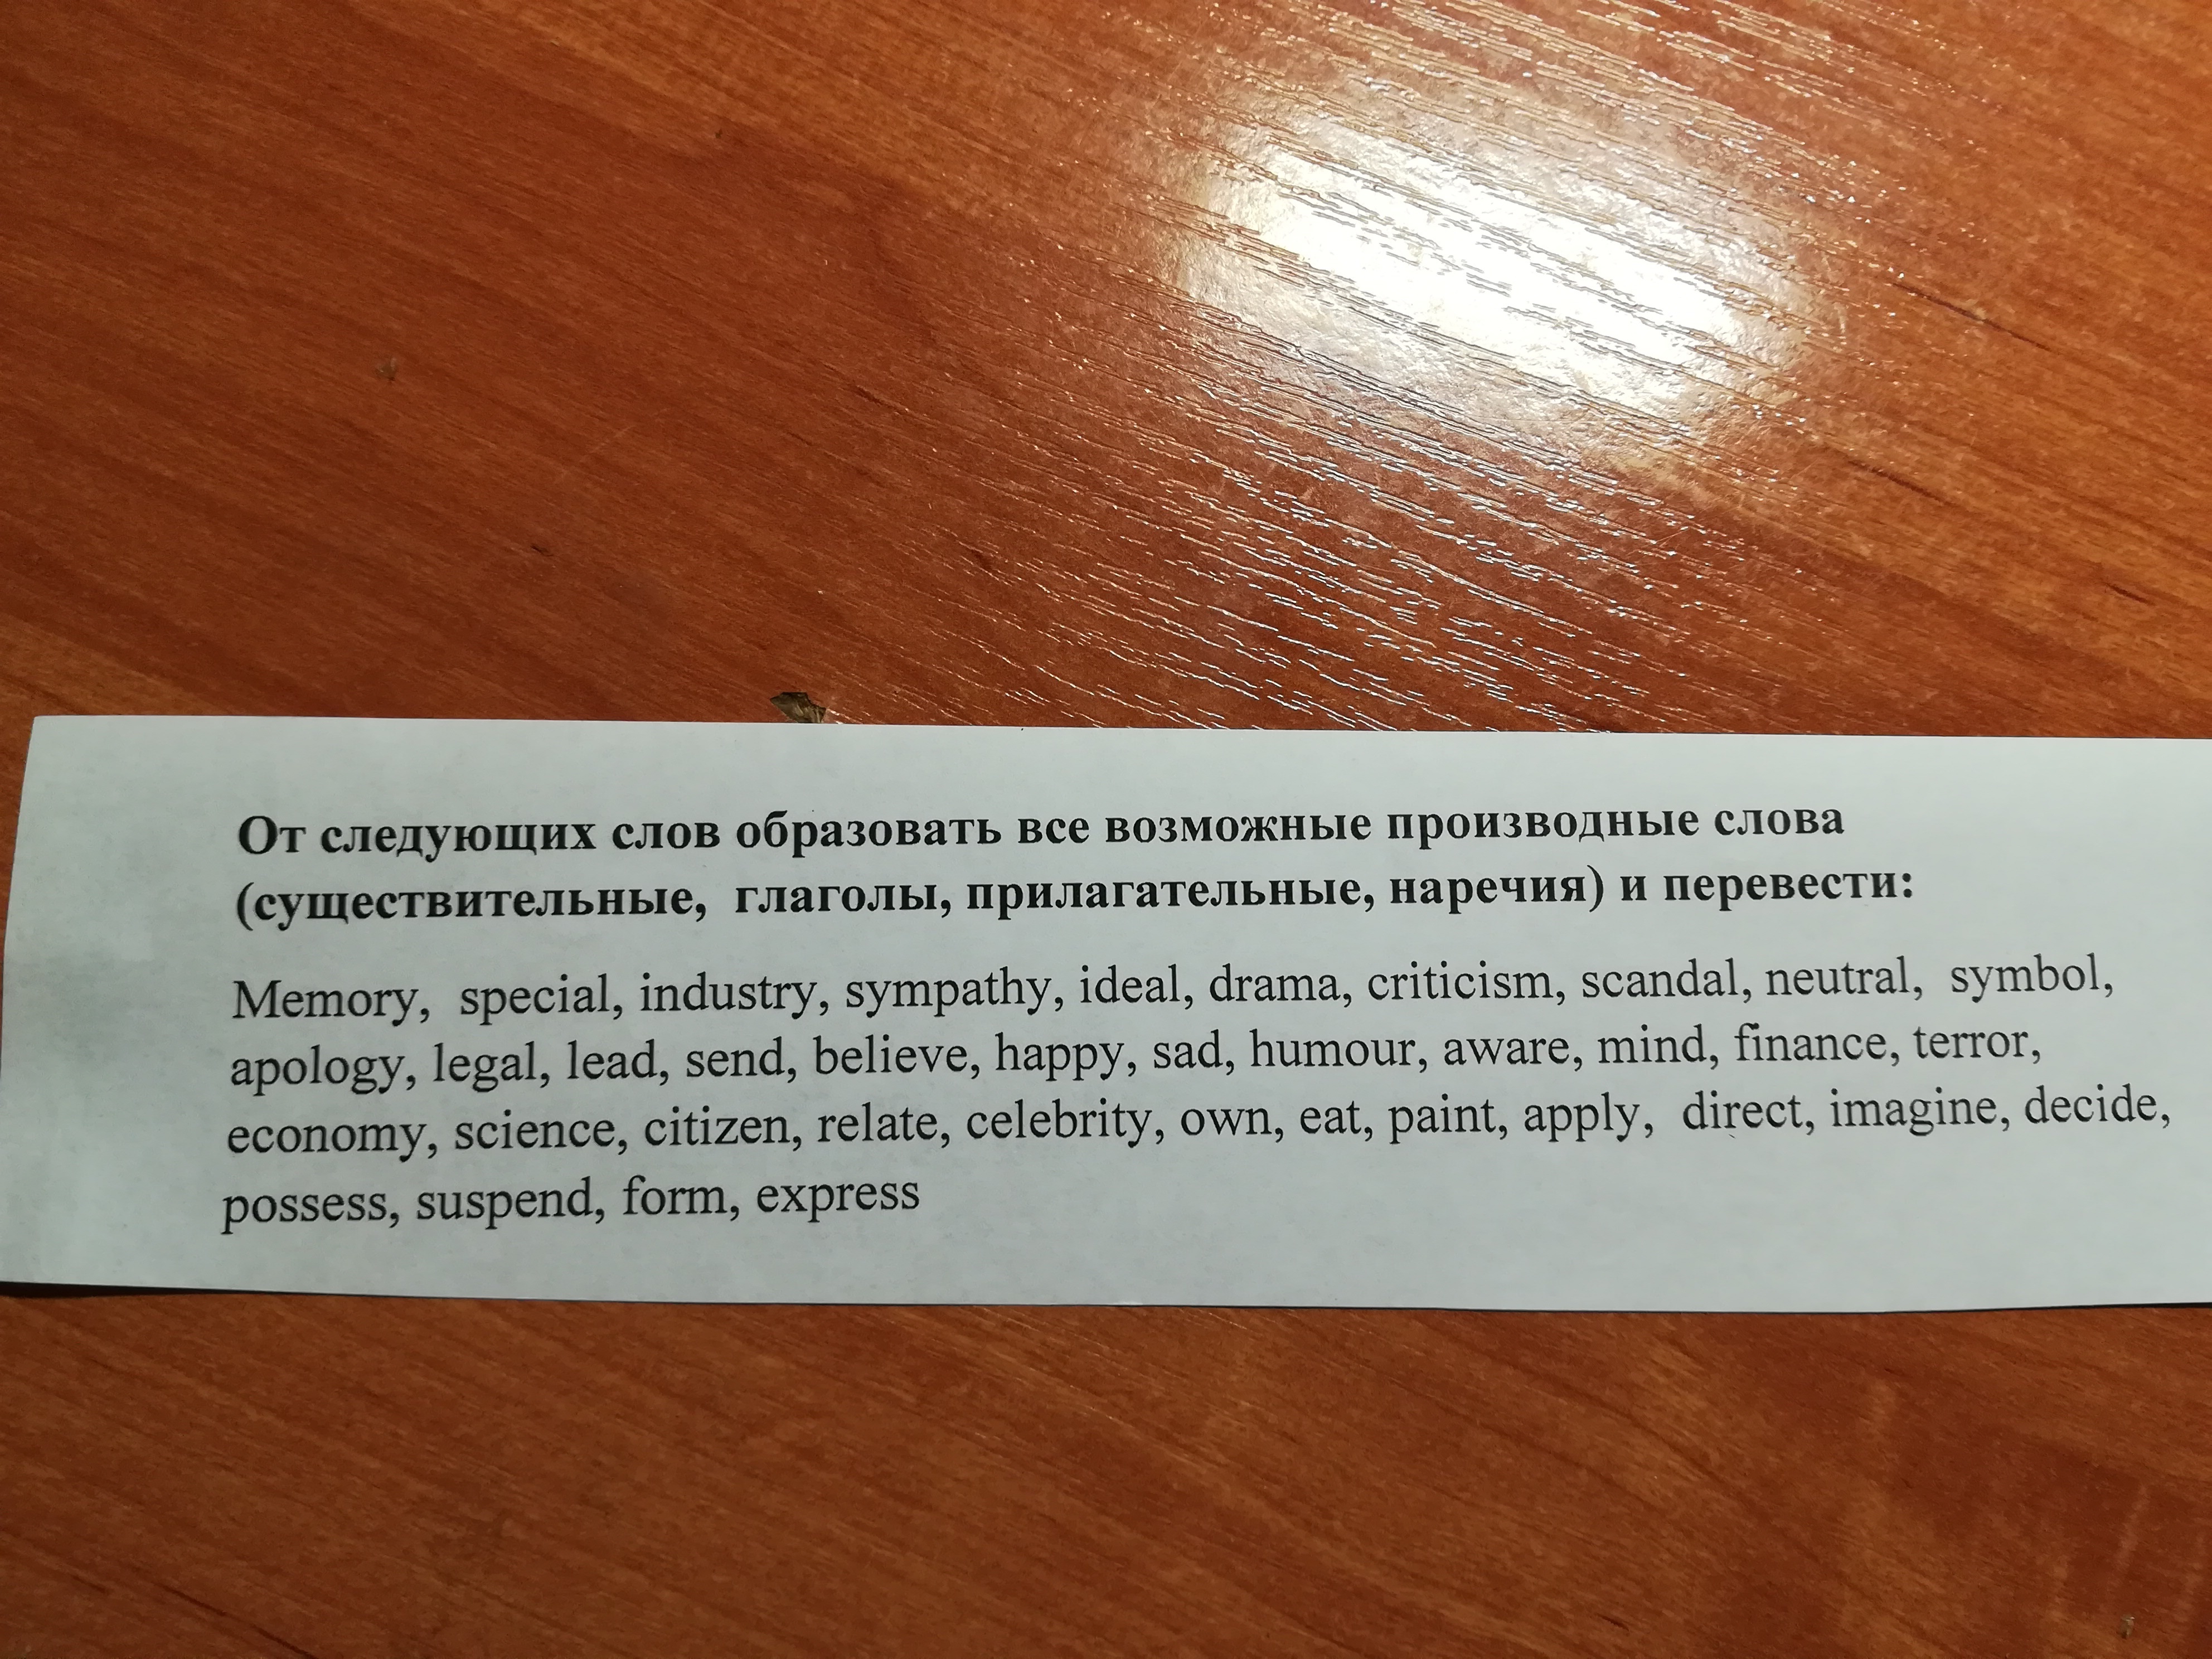 От следующих слов образовать все возможные производные слова
(существительные, глаголы, прилагательные, наречия) и перевести:
Memory, special, industry, sympathy, ideal, drama, criticism, scandal, neutral, symbol,
apology, legal, lead, send, believe, happy, sad, humour, aware, mind, finance, terror,
economy, science, citizen, relate, celebrity, own, eat, paint, apply, direct, imagine, decide,
possess, suspend, form, express